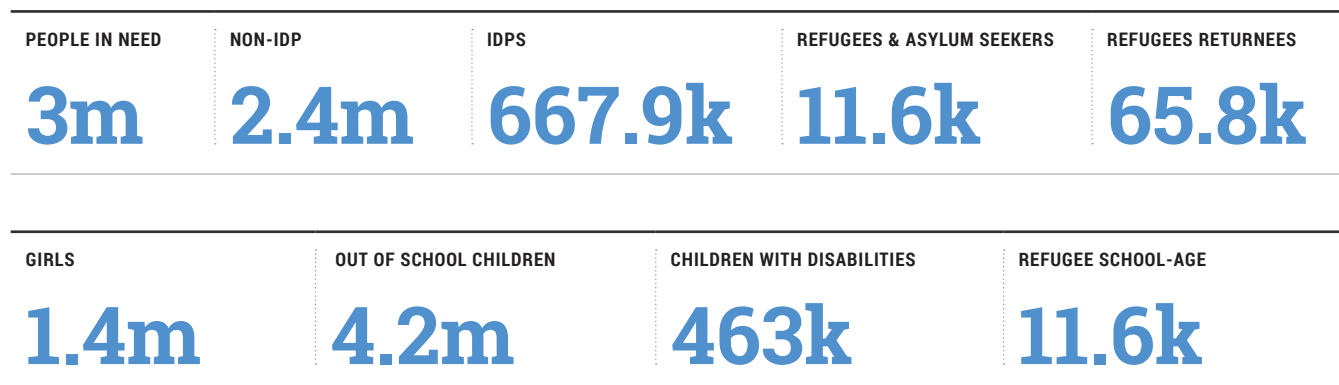 PEOPLE IN NEED NON-IDP IDPS REFUGEES & ASYLUM SEEKERS REFUGEES RETURNEES
3m 2.4m 667.9k 11.6k 65.8k
GIRLS OUT OF SCHOOL CHILDREN CHILDREN WITH DISABILITIES REFUGEE SCHOOL-AGE
1.4m 4.2m 463k 11.6k